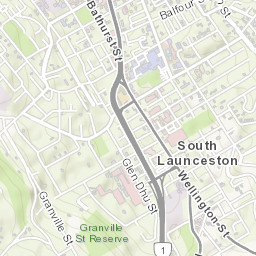 Bathurst St
Balfour St
South
Launceston
Glen Dhu St
Wellington St
Granville St
Granville
St Reserve
1